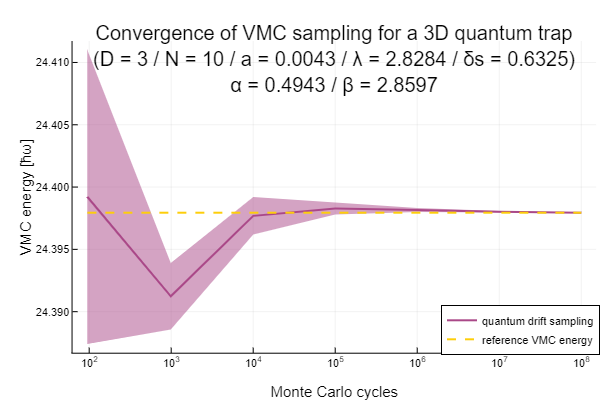 Convergence of VMC sampling for a 3D quantum trap
(D = 3 / N = 10 / a = 0.0043 / λ = 2.8284 / δs = 0.6325)
α = 0.4943 / β = 2.8597
VMC energy [ħω]
24.410
24.405
24.400
24.395
24.390
10²
10³
10⁴
10⁵
10⁶
10⁷
10⁸
Monte Carlo cycles
quantum drift sampling
reference VMC energy